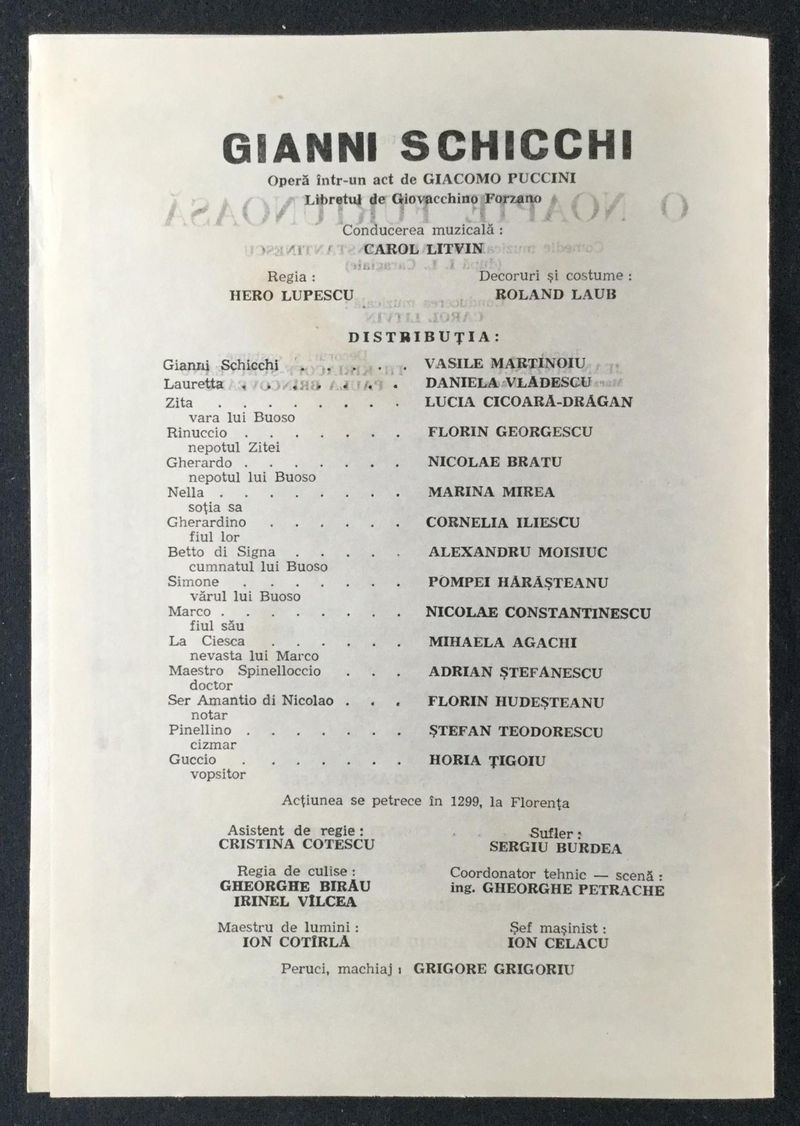 GIANNI SCHICCHI
Operă într-un act de GIACOMO PUCCINI
Libretul de Giovacchino Forzano
Conducerea muzicală :
CAROL LITVIN
Regia :
HERO LUPESCU
Decoruri și costume :
ROLAND LAUB
DISTRIBUȚIA:
Gianni Schicchi . . . . . VASILE MARTINOIU
Lauretta . . . . . . . DANIELA VLĂDESCU
Zita . . . . . . . . LUCIA CICOARĂ-DRĂGAN
vara lui Buoso
Rinuccio . . . . . . . FLORIN GEORGESCU
nepotul Zitei
Gherardo . . . . . . . NICOLAE BRATU
nepotul lui Buoso
Nella . . . . . . . . MARINA MIREA
soția sa
Gherardino . . . . . . CORNELIA ILIESCU
fiul lor
Betto di Signa . . . . . ALEXANDRU MOISIUC
cumnatul lui Buoso
Simone . . . . . . . POMPEI HĂRĂȘTEANU
vărul lui Buoso
Marco . . . . . . . . NICOLAE CONSTANTINESCU
fiul său
La Ciesca . . . . . . MIHAELA AGACHI
nevasta lui Marco
Maestro Spinelloccio . . . ADRIAN ȘTEFĂNESCU
doctor
Ser Amantio di Nicolao . . . FLORIN HUDEȘTEANU
notar
Pinellino . . . . . . . ȘTEFAN TEODORESCU
cizmar
Guccio . . . . . . . HORIA ȚIGOIU
vopsitor
Acțiunea se petrece în 1299, la Florența
Asistent de regie :
CRISTINA COTESCU
Sufler :
SERGIU BURDEA
Regia de culise :
GHEORGHE BIRĂU
IRINEL VÎLCEA
Coordonator tehnic — scenă :
ing. GHEORGHE PETRACHE
Maestru de lumini :
ION COTÎRLĂ
Șef mașinist :
ION CELACU
Peruci, machiaj : GRIGORE GRIGORIU